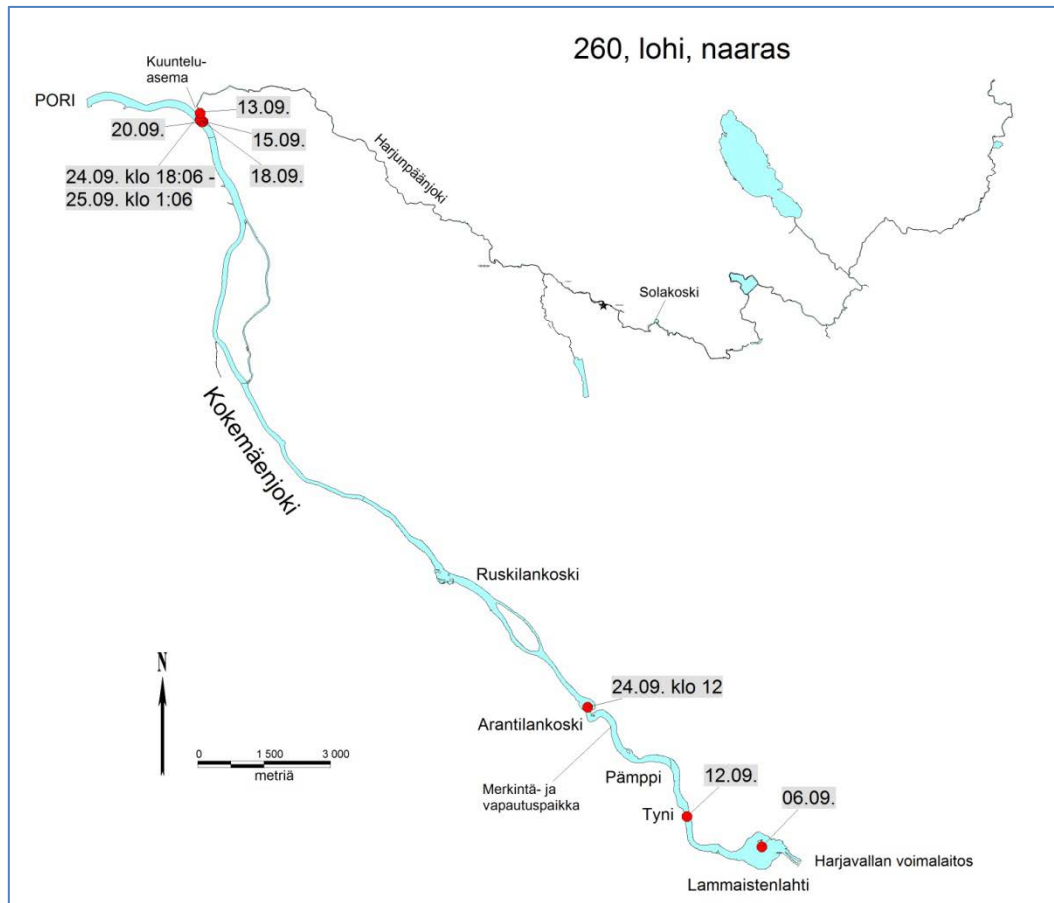 260, lohi, naaras
Kuuntelu-
asema
PORI
13.09.
20.09.
15.09.
24.09. klo 18:06 -
25.09. klo 1:06
18.09.
Harjunpäänjoki
Solakoski
Kokemäenjoki
Ruskilankoski
N
24.09. klo 12
Arantilankoski
0 1 500 3 000
metriä
Pämppi
Merkintä- ja
vapautuspaikka
12.09.
06.09.
Tyni
Harjavallan voimalaitos
Lammaistenlahti